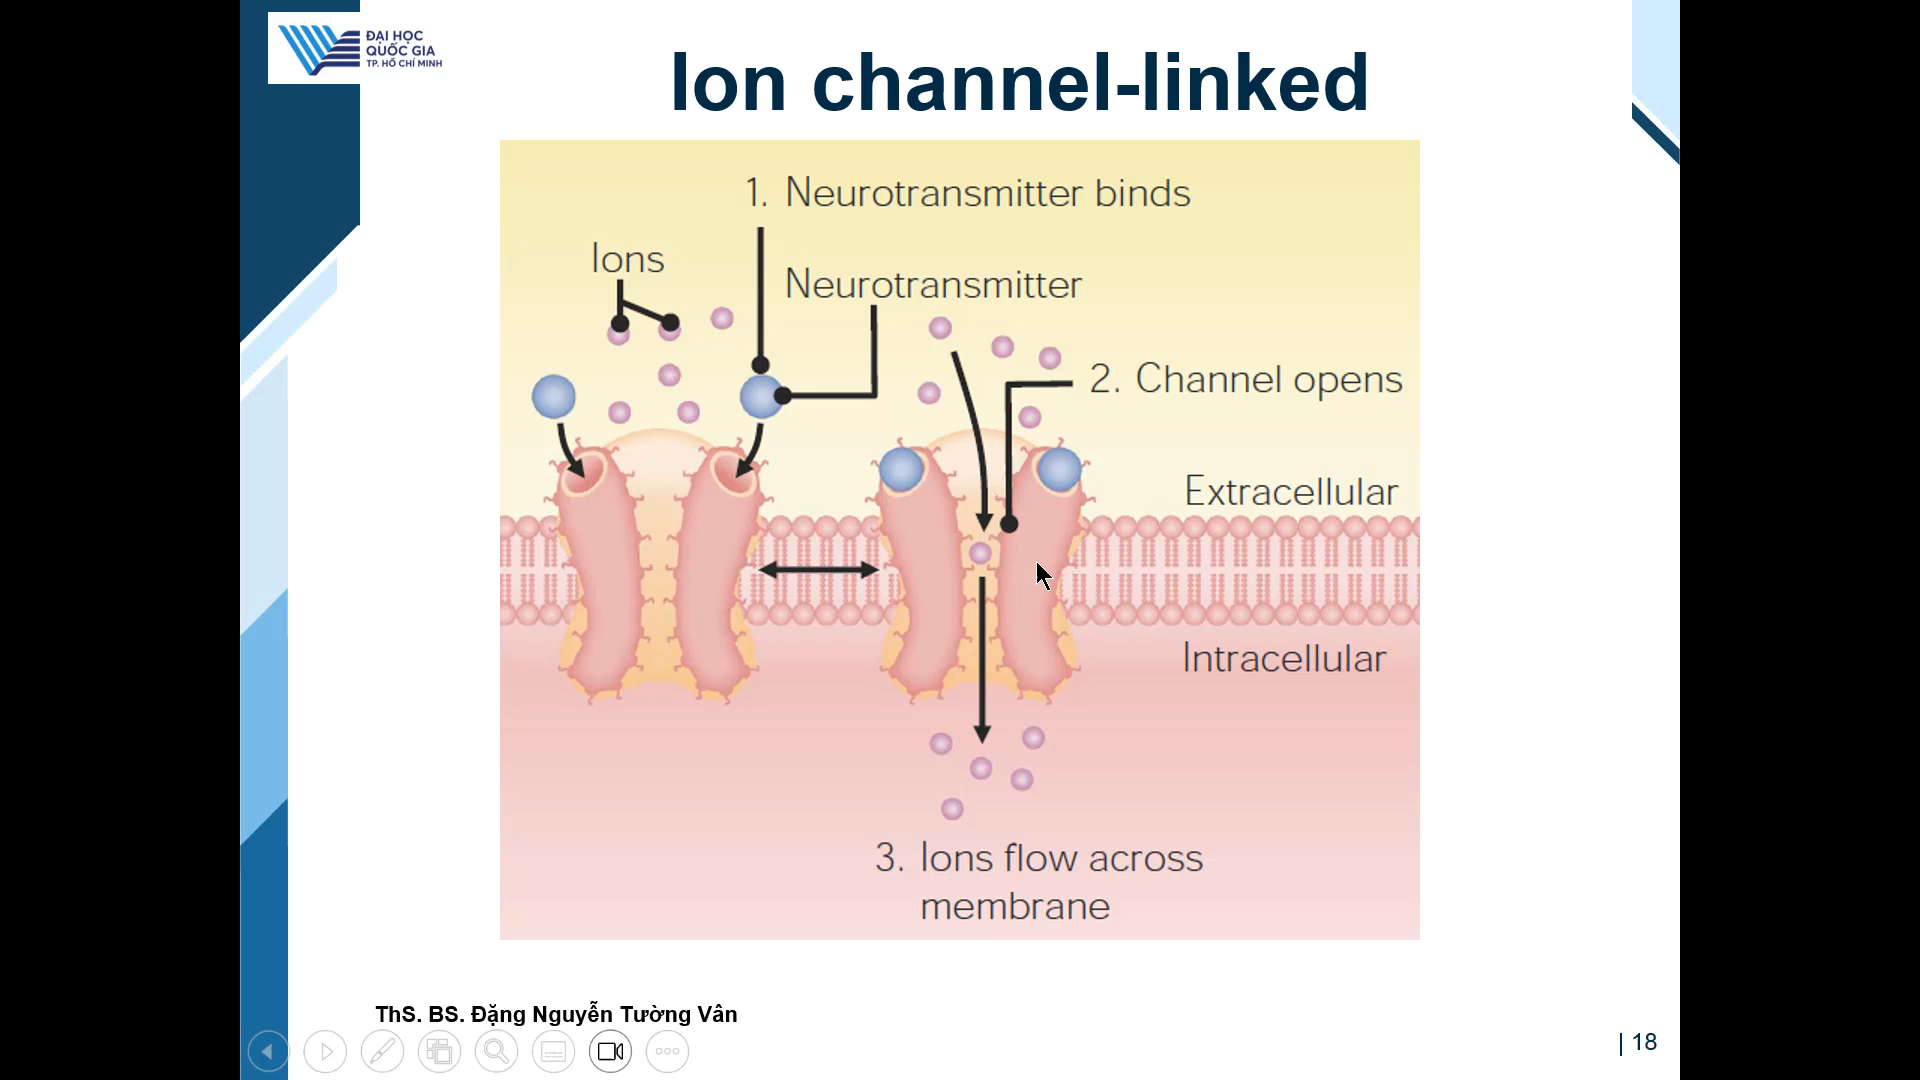 ĐẠI HỌC
QUỐC GIA
TP. HỒ CHÍ MINH
Ion channel-linked
1. Neurotransmitter binds
Ions
Neurotransmitter
2. Channel opens
Extracellular
Intracellular
3. Ions flow across
membrane
ThS. BS. Đặng Nguyễn Tường Vân
| 18